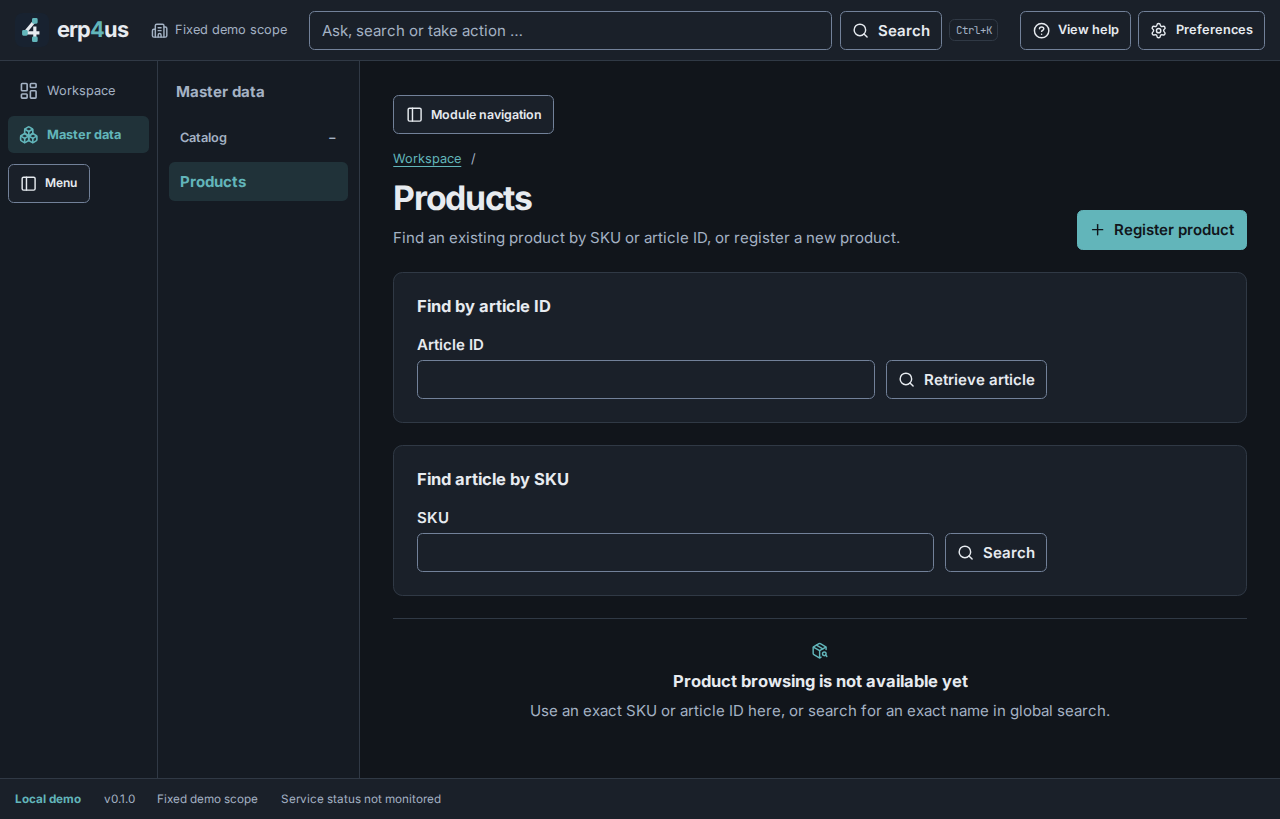 erp4us
Fixed demo scope
Ask, search or take action ...
Search
Ctrl+K
View help
Preferences
Workspace
Master data
Menu
Master data
Catalog –
Products
Module navigation
Workspace /
Products
Find an existing product by SKU or article ID, or register a new product.
Register product
Find by article ID
Article ID
Retrieve article
Find article by SKU
SKU
Search
Product browsing is not available yet
Use an exact SKU or article ID here, or search for an exact name in global search.
Local demo v0.1.0 Fixed demo scope Service status not monitored